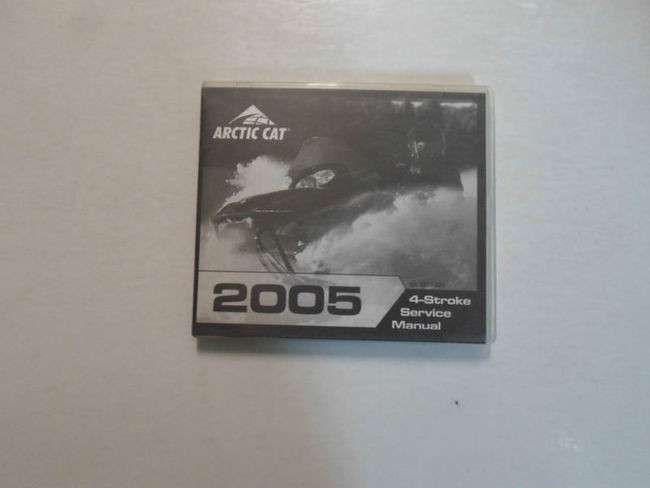 ARCTIC CAT
2005
4-Stroke
Service
Manual